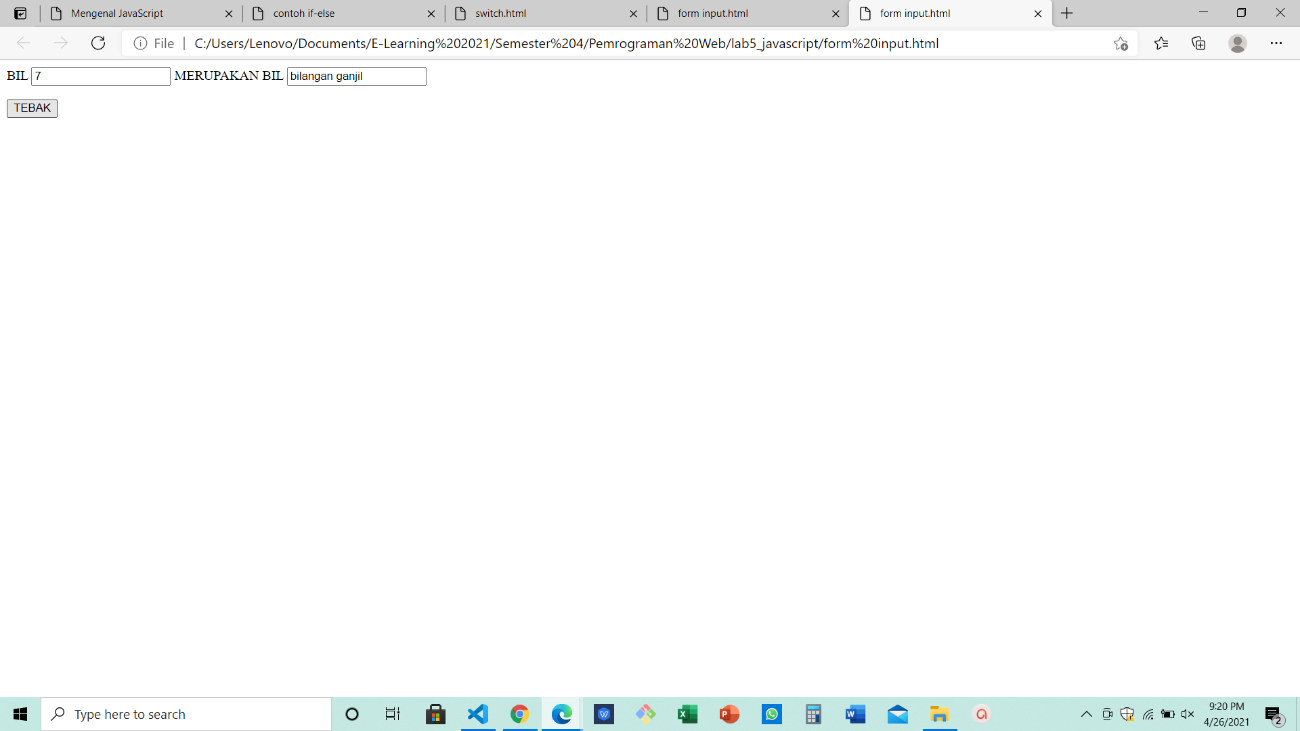 Mengenal JavaScript
contoh if-else
switch.html
form input.html
form input.html
File | C:/Users/Lenovo/Documents/E-Learning%202021/Semester%204/Pemrograman%20Web/lab5_javascript/form%20input.html
BIL 7 MERUPAKAN BIL bilangan ganjil
TEBAK
Type here to search
9:20 PM
4/26/2021
2